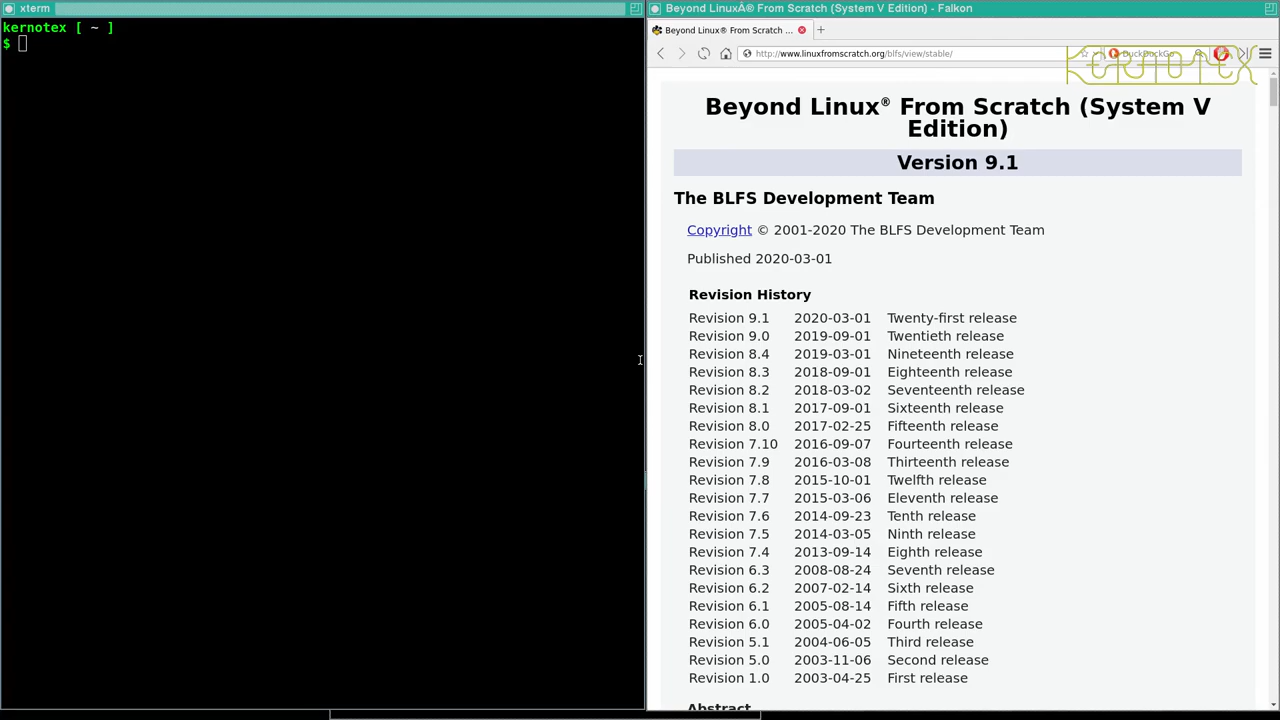 xterm
kernotex [ ~ ]
$
Beyond LinuxÂ® From Scratch (System V Edition) - Falkon
Beyond Linux® From Scratch ...
http://www.linuxfromscratch.org/blfs/view/stable/
DuckDuckGo
KERNOTEX
Beyond Linux® From Scratch (System V
Edition)
Version 9.1
The BLFS Development Team
Copyright © 2001-2020 The BLFS Development Team
Published 2020-03-01
Revision History
Revision 9.1 2020-03-01 Twenty-first release
Revision 9.0 2019-09-01 Twentieth release
Revision 8.4 2019-03-01 Nineteenth release
Revision 8.3 2018-09-01 Eighteenth release
Revision 8.2 2018-03-02 Seventeenth release
Revision 8.1 2017-09-01 Sixteenth release
Revision 8.0 2017-02-25 Fifteenth release
Revision 7.10 2016-09-07 Fourteenth release
Revision 7.9 2016-03-08 Thirteenth release
Revision 7.8 2015-10-01 Twelfth release
Revision 7.7 2015-03-06 Eleventh release
Revision 7.6 2014-09-23 Tenth release
Revision 7.5 2014-03-05 Ninth release
Revision 7.4 2013-09-14 Eighth release
Revision 6.3 2008-08-24 Seventh release
Revision 6.2 2007-02-14 Sixth release
Revision 6.1 2005-08-14 Fifth release
Revision 6.0 2005-04-02 Fourth release
Revision 5.1 2004-06-05 Third release
Revision 5.0 2003-11-06 Second release
Revision 1.0 2003-04-25 First release
Abstract